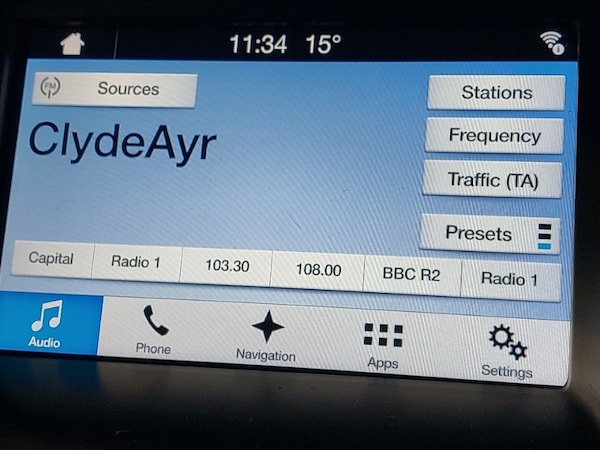 11:34 15°
FM Sources
Stations
ClydeAyr
Frequency
Traffic (TA)
Presets
Capital Radio 1 103.30 108.00 BBC R2 Radio 1
Audio Phone Navigation Apps Settings